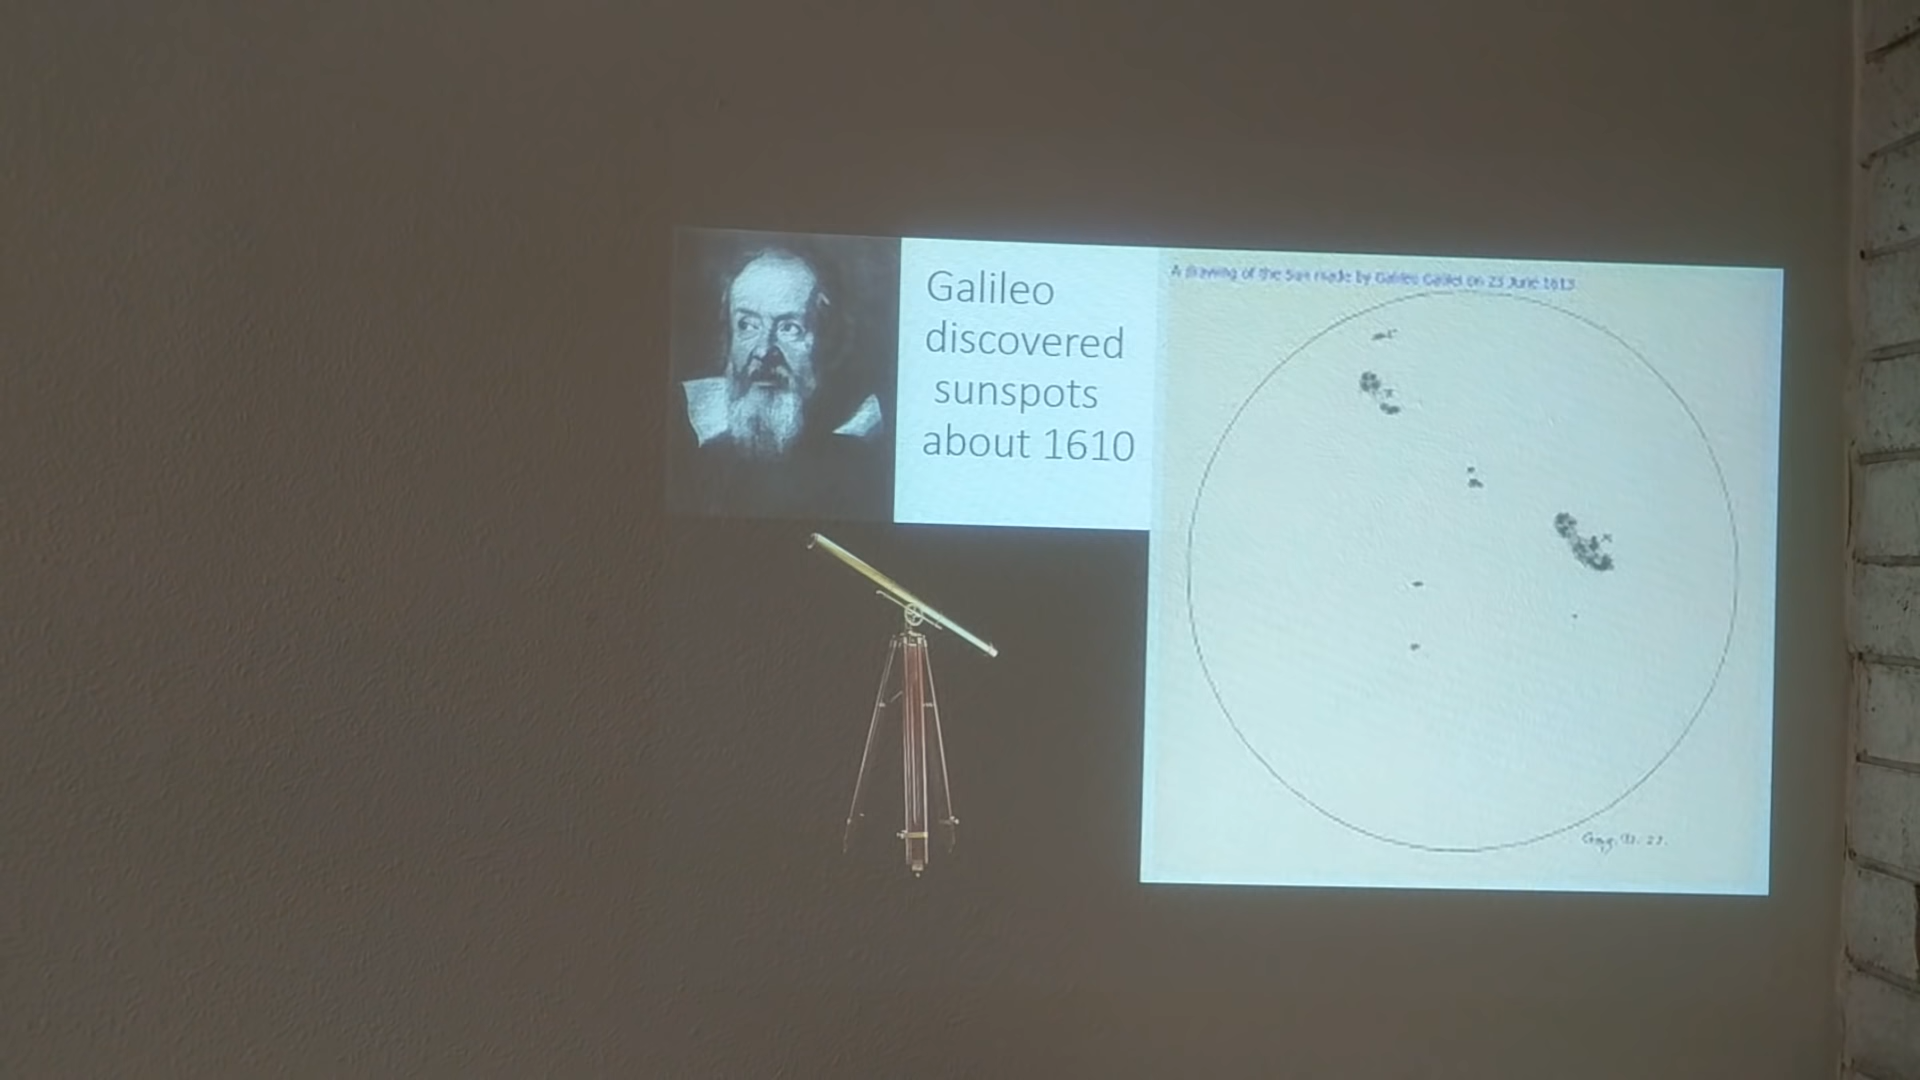 Galileo
discovered
sunspots
about 1610
A drawing of the Sun made by Galileo Galilei on 23 June 1613